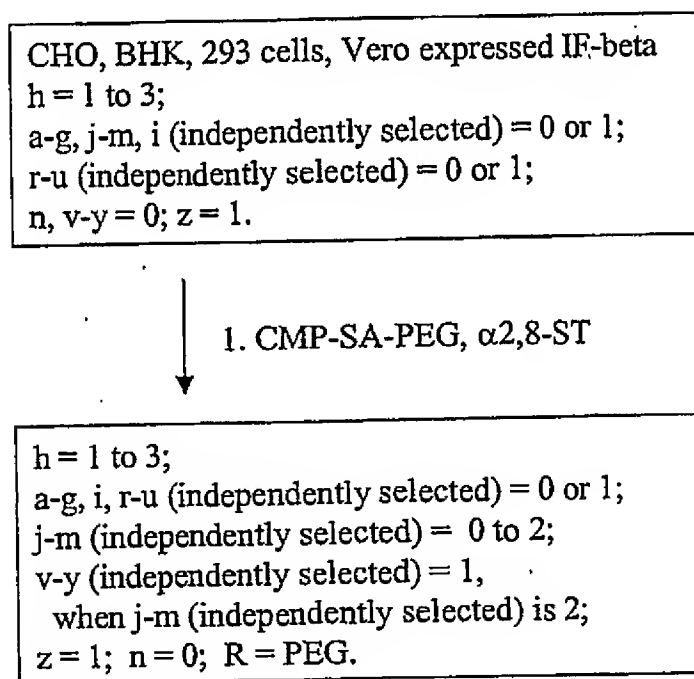 CHO, BHK, 293 cells, Vero expressed IF-beta
h = 1 to 3;
a-g, j-m, i (independently selected) = 0 or 1;
r-u (independently selected) = 0 or 1;
n, v-y = 0; z = 1.
1. CMP-SA-PEG, α2,8-ST
h = 1 to 3;
a-g, i, r-u (independently selected) = 0 or 1;
j-m (independently selected) = 0 to 2;
v-y (independently selected) = 1,
when j-m (independently selected) is 2;
z = 1; n = 0; R = PEG.